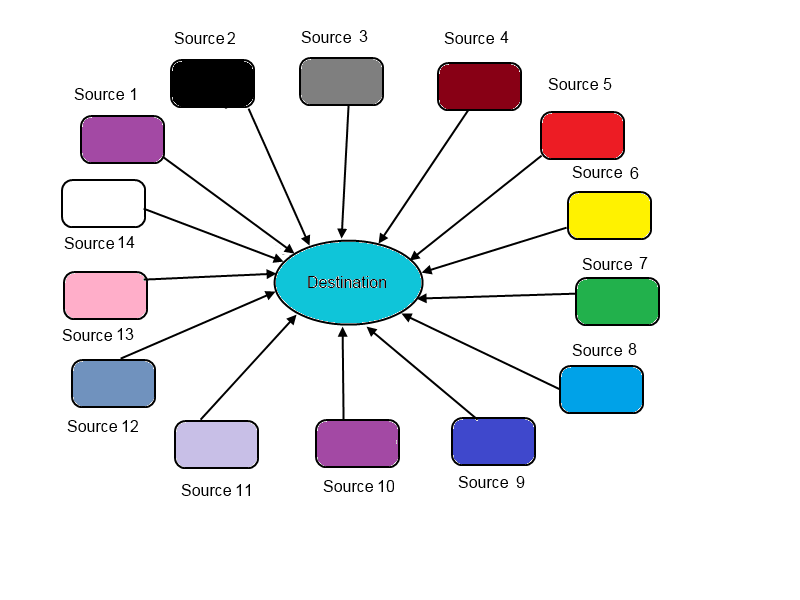 Source 2
Source 3
Source 4
Source 1
Source 5
Source 6
Source 14
Source 7
Destination
Source 13
Source 8
Source 12
Source 11
Source 10
Source 9